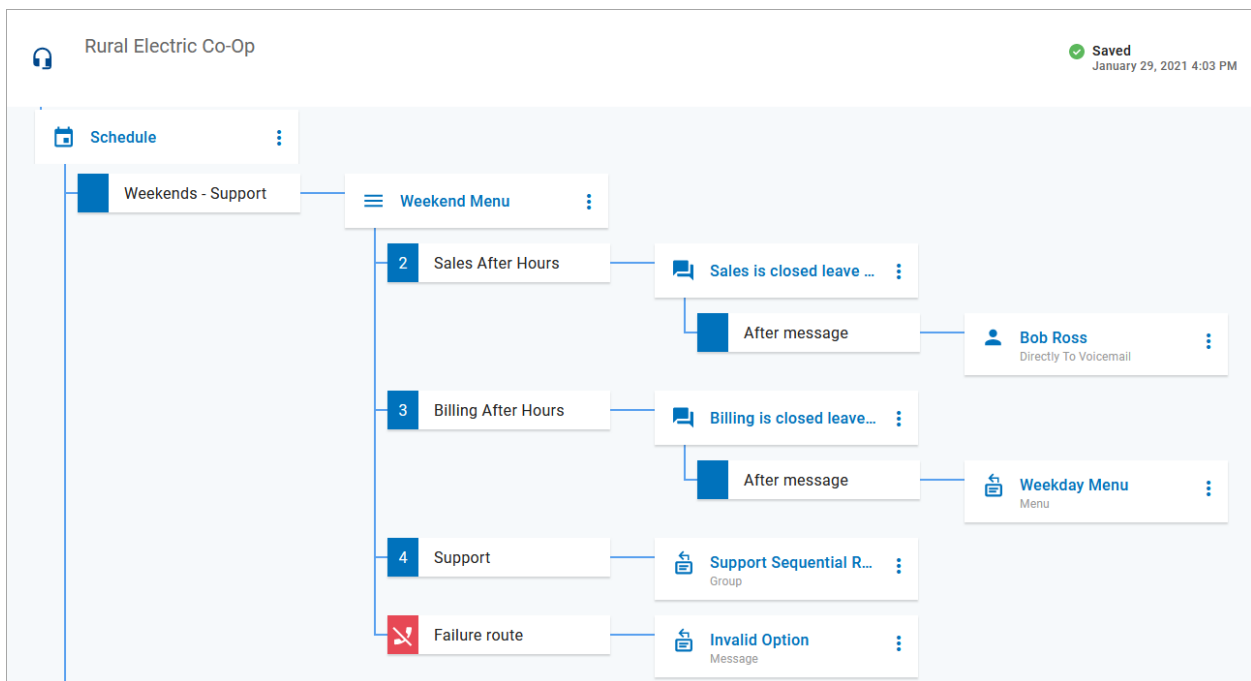 Rural Electric Co-Op
Saved
January 29, 2021 4:03 PM
Schedule
Weekends - Support
Weekend Menu
2 Sales After Hours
Sales is closed leave ...
After message
Bob Ross
Directly To Voicemail
3 Billing After Hours
Billing is closed leave...
After message
Weekday Menu
Menu
4 Support
Support Sequential R...
Group
Failure route
Invalid Option
Message